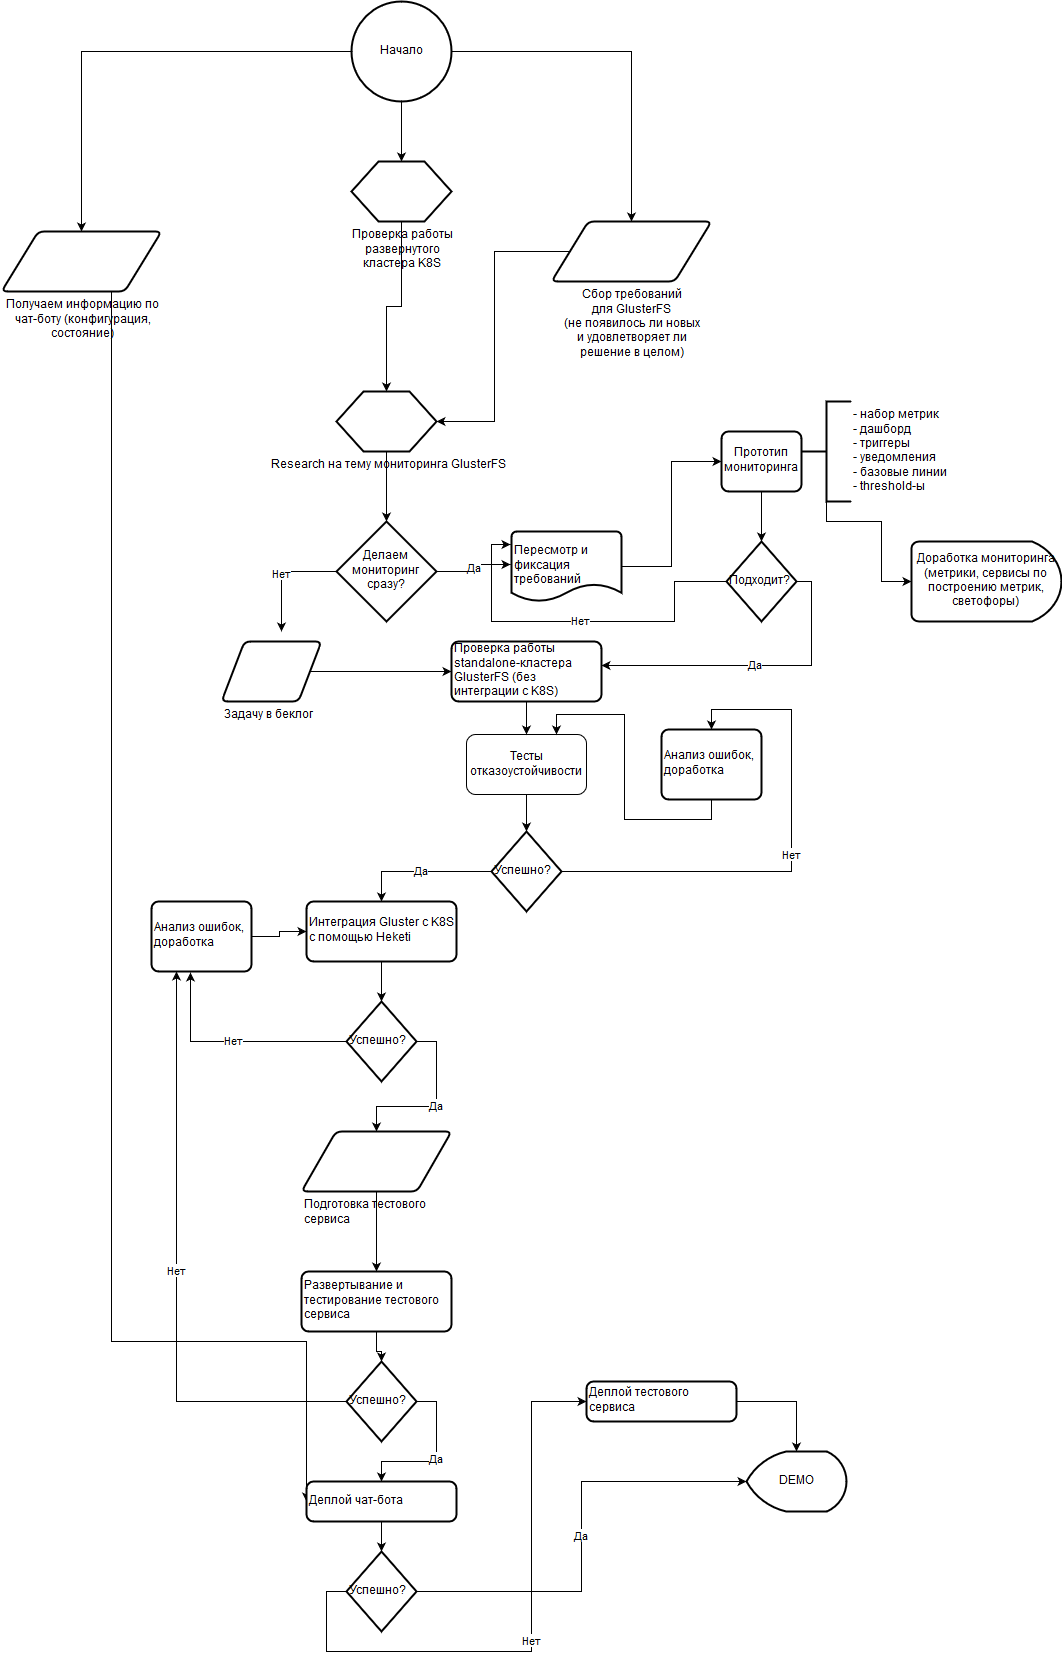 Начало
Проверка работы
развернутого
кластера K8S
Получаем информацию по
чат-боту (конфигурация,
состояние)
Сбор требований
для GlusterFS
(не появилось ли новых
и удовлетворяет ли
решение в целом)
Research на тему мониторинга GlusterFS
Прототип
мониторинга
- набор метрик
- дашборд
- триггеры
- уведомления
- базовые линии
- threshold-ы
Делаем
мониторинг
сразу?
Нет
Да
Пересмотр и
фиксация
требований
Подходит?
Доработка мониторинга
(метрики, сервисы по
построению метрик,
светофоры)
Нет
Да
Задачу в беклог
Проверка работы
standalone-кластера
GlusterFS (без
интеграции с K8S)
Тесты
отказоустойчивости
Анализ ошибок,
доработка
Успешно?
Да
Нет
Анализ ошибок,
доработка
Интеграция Gluster с K8S
с помощью Heketi
Успешно?
Нет
Да
Подготовка тестового
сервиса
Нет
Развертывание и
тестирование тестового
сервиса
Успешно?
Да
Деплой тестового
сервиса
DEMO
Деплой чат-бота
Да
Успешно?
Нет